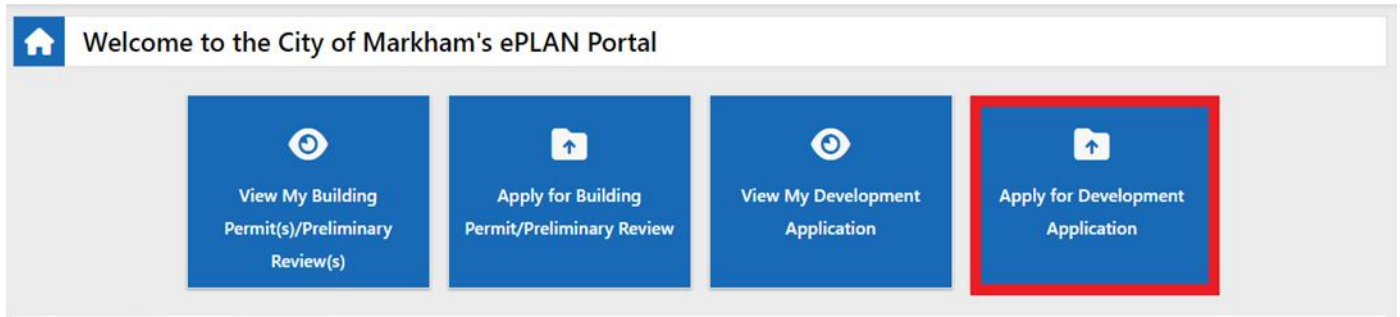 Welcome to the City of Markham's ePLAN Portal
View My Building
Permit(s)/Preliminary
Review(s)
Apply for Building
Permit/Preliminary Review
View My Development
Application
Apply for Development
Application